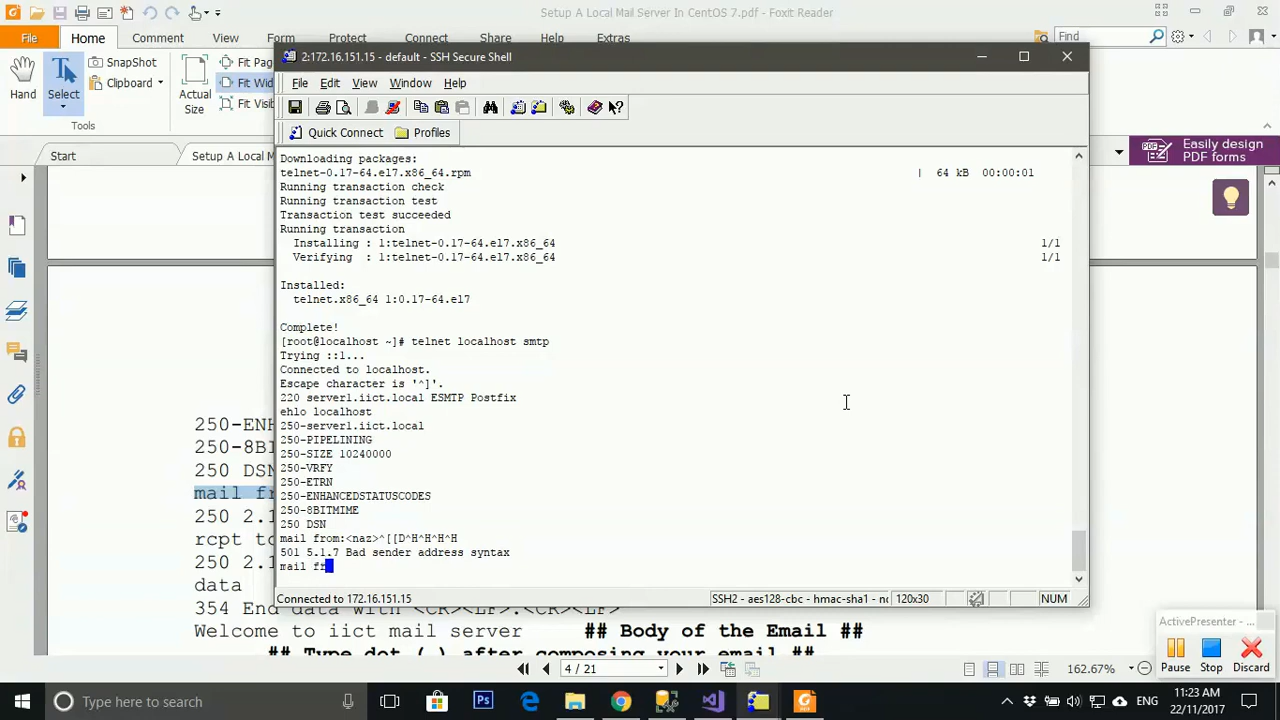 Setup A Local Mail Server In CentOS 7.pdf - Foxit Reader
File Home Comment View Form Protect Connect Share Help Extras
Find
Hand
Select
SnapShot
Clipboard
Tools
Actual
Size
Fit Pag
Fit Wid
Fit Visib
2:172.16.151.15 - default - SSH Secure Shell
File Edit View Window Help
Quick Connect Profiles
Start
Setup A Local M
Easily design
PDF forms
Downloading packages:
telnet-0.17-64.el7.x86_64.rpm | 64 kB 00:00:01
Running transaction check
Running transaction test
Transaction test succeeded
Running transaction
Installing : 1:telnet-0.17-64.el7.x86_64 1/1
Verifying : 1:telnet-0.17-64.el7.x86_64 1/1
Installed:
telnet.x86_64 1:0.17-64.el7
Complete!
[root@localhost ~]# telnet localhost smtp
Trying ::1...
Connected to localhost.
Escape character is '^]'.
220 server1.iict.local ESMTP Postfix
ehlo localhost
250-server1.iict.local
250-PIPELINING
250-SIZE 10240000
250-VRFY
250-ETRN
250-ENHANCEDSTATUSCODES
250-8BITMIME
250 DSN
mail from:<naz>^[[D^H^H^H^H
501 5.1.7 Bad sender address syntax
mail fr
Connected to 172.16.151.15
SSH2 - aes128-cbc - hmac-sha1 - nc 120x30 NUM
250-ENH
250-8BI
250 DSN
mail fr
250 2.1
rcpt to
250 2.1
data
354 End data with <CR><LF>.<CR><LF>
Welcome to iict mail server ## Body of the Email ##
## Type dot (.) after composing your email ##
ActivePresenter - ...
Pause Stop Discard
4 / 21
162.67%
Type here to search
Ps
ENG
11:23 AM
22/11/2017